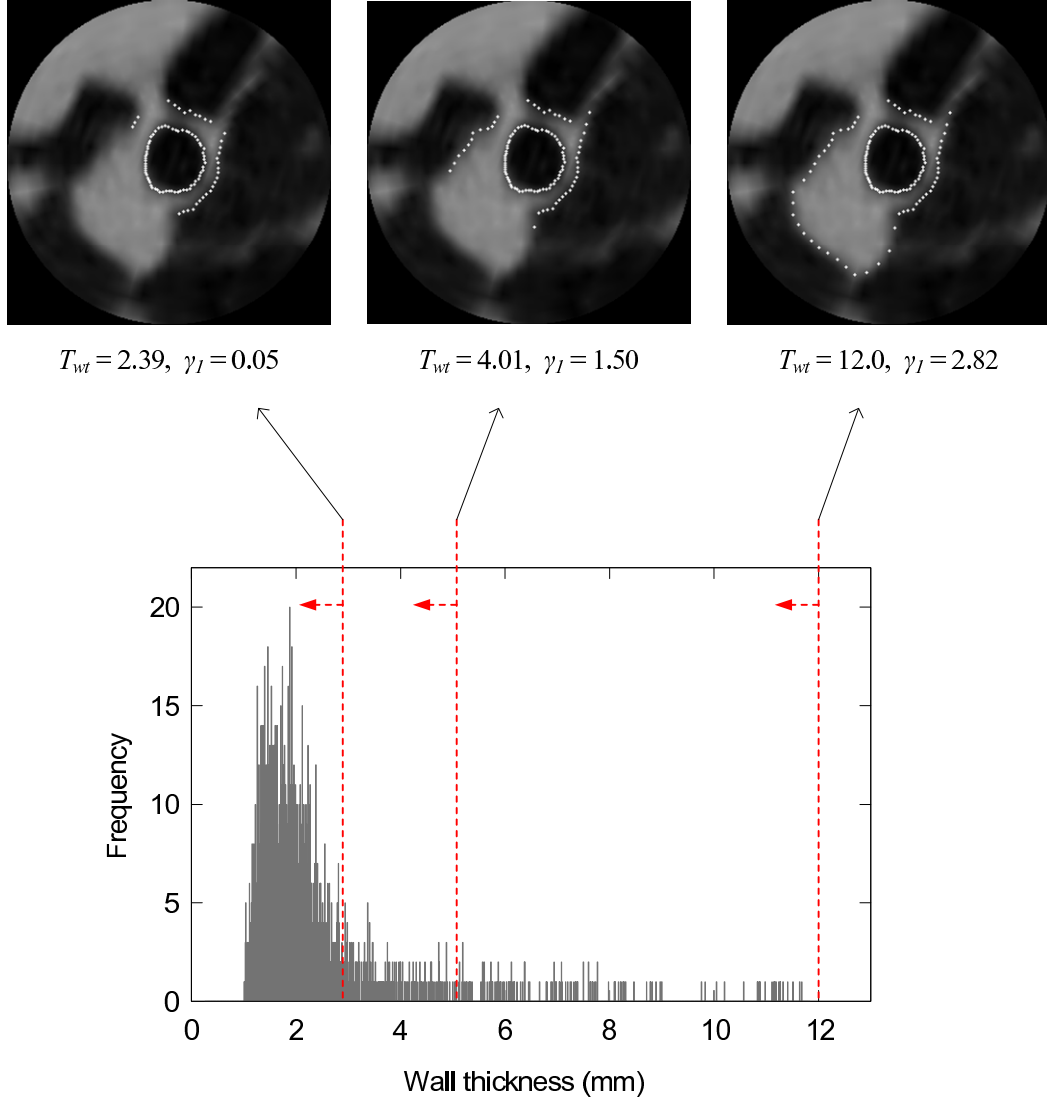 T_wt = 2.39, γ_1 = 0.05
T_wt = 4.01, γ_1 = 1.50
T_wt = 12.0, γ_1 = 2.82
20
15
10
5
0
Frequency
0 2 4 6 8 10 12
Wall thickness (mm)